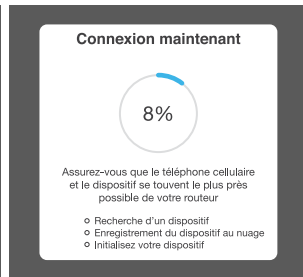 Connexion maintenant
8%
Assurez-vous que le téléphone cellulaire
et le dispositif se touvent le plus près
possible de votre routeur
Recherche d'un dispositif
Enregistrement du dispositif au nuage
Initialisez votre dispositif